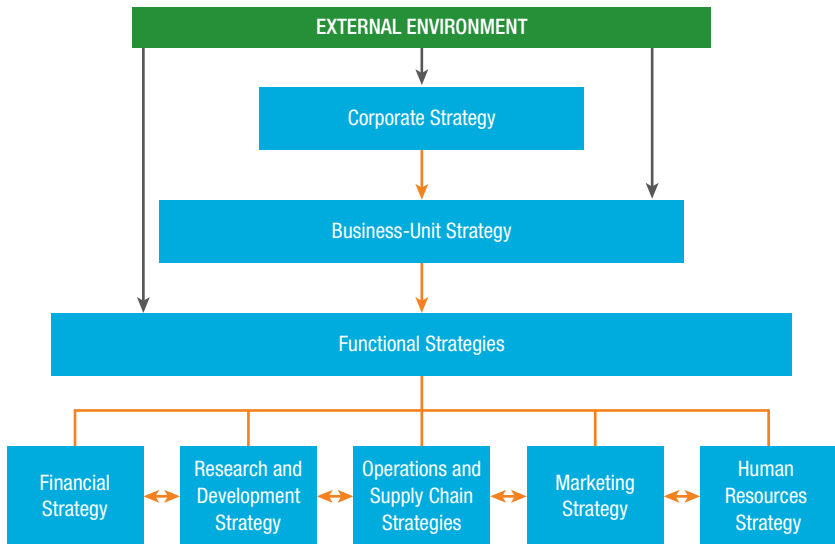 EXTERNAL ENVIRONMENT
Corporate Strategy
Business-Unit Strategy
Functional Strategies
Financial
Strategy
Research and
Development
Strategy
Operations and
Supply Chain
Strategies
Marketing
Strategy
Human
Resources
Strategy